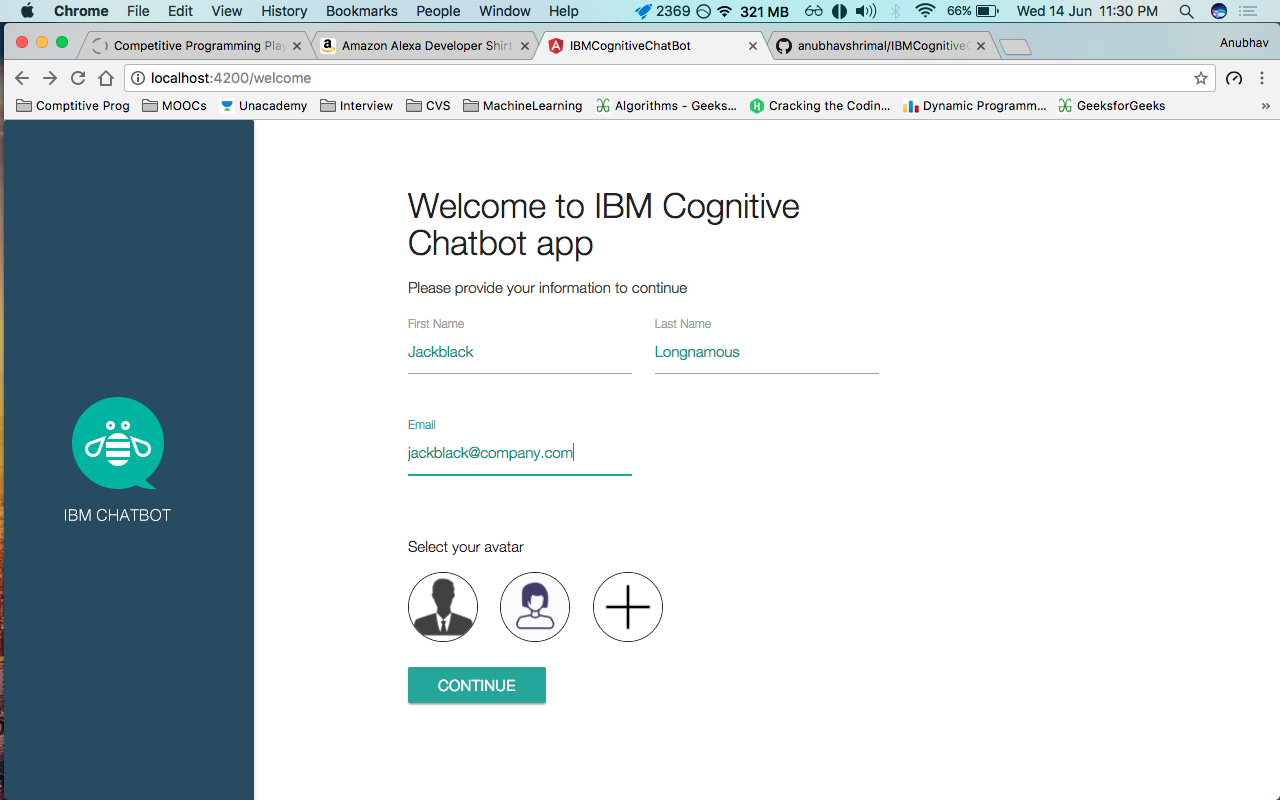 Chrome File Edit View History Bookmarks People Window Help 2369 321 MB 66% Wed 14 Jun 11:30 PM
Competitive Programming Play Amazon Alexa Developer Shirt IBMCognitiveChatBot anubhavshrimal/IBMCognitiveC Anubhav
localhost:4200/welcome
Comptitive Prog MOOCs Unacademy Interview CVS MachineLearning Algorithms - Geeks... Cracking the Codin... Dynamic Programm... GeeksforGeeks »
Welcome to IBM Cognitive
Chatbot app
Please provide your information to continue
First Name Last Name
Jackblack Longnamous
Email
jackblack@company.com
IBM CHATBOT
Select your avatar
CONTINUE